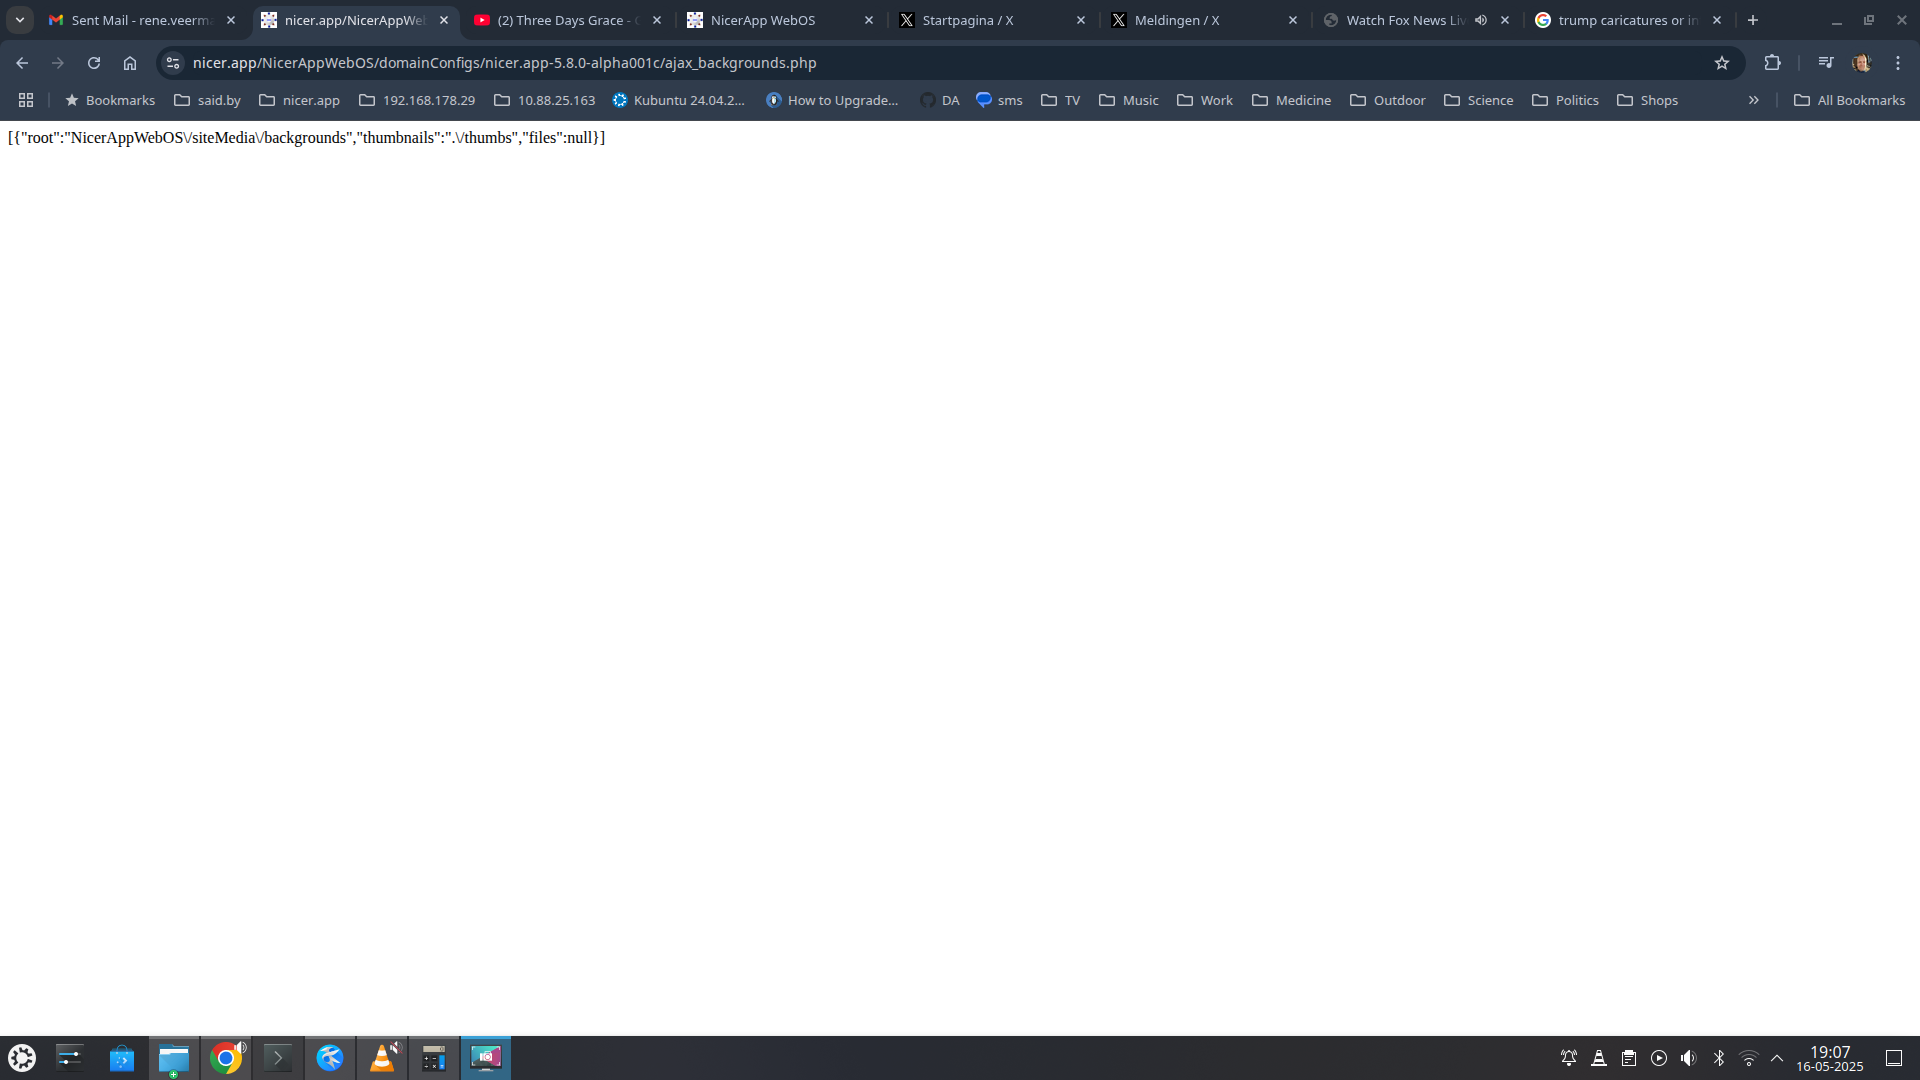 Sent Mail - rene.veerma
nicer.app/NicerAppWeb
(2) Three Days Grace -
NicerApp WebOS
Startpagina / X
Meldingen / X
Watch Fox News Liv
trump caricatures or in
nicer.app/NicerAppWebOS/domainConfigs/nicer.app-5.8.0-alpha001c/ajax_backgrounds.php
Bookmarks
said.by
nicer.app
192.168.178.29
10.88.25.163
Kubuntu 24.04.2...
How to Upgrade...
DA
sms
TV
Music
Work
Medicine
Outdoor
Science
Politics
Shops
All Bookmarks
[{"root":"NicerAppWebOS\/siteMedia\/backgrounds","thumbnails":".\/thumbs","files":null}]
19:07
16-05-2025